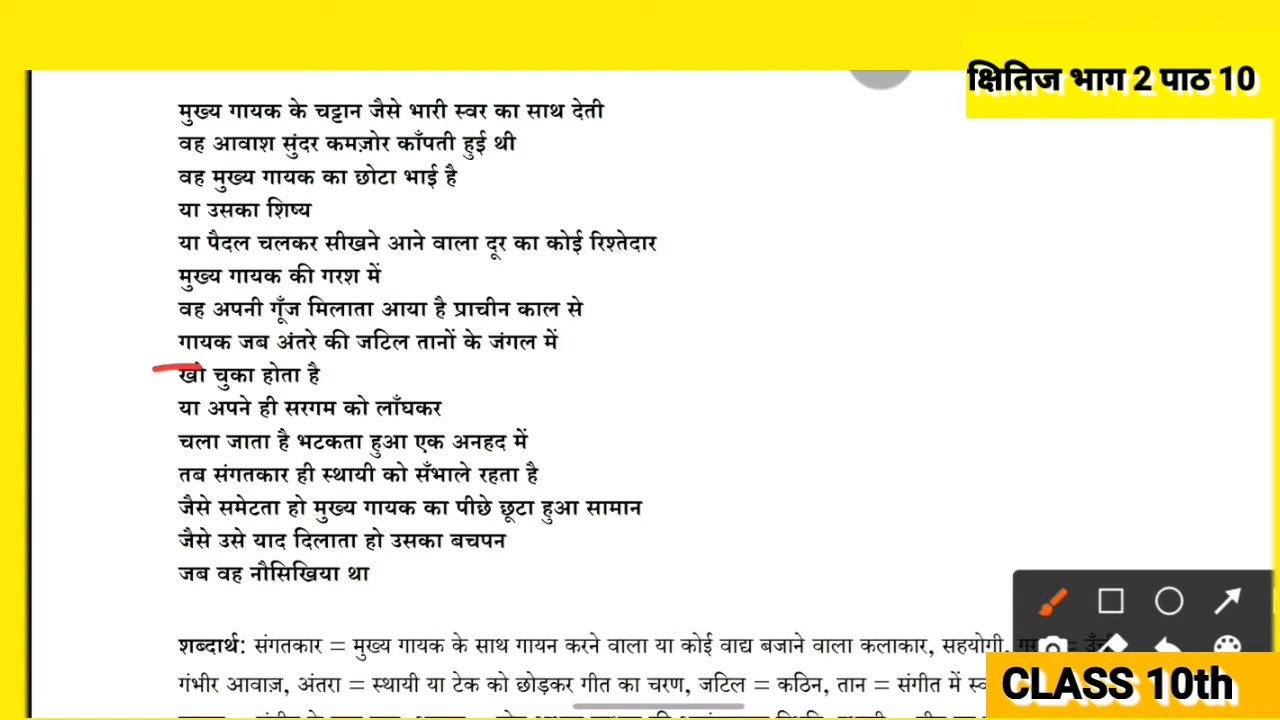 क्षितिज भाग 2 पाठ 10
मुख्य गायक के चट्टान जैसे भारी स्वर का साथ देती
वह आवाश सुंदर कमज़ोर काँपती हुई थी
वह मुख्य गायक का छोटा भाई है
या उसका शिष्य
या पैदल चलकर सीखने आने वाला दूर का कोई रिश्तेदार
मुख्य गायक की गरश में
वह अपनी गूँज मिलाता आया है प्राचीन काल से
गायक जब अंतरे की जटिल तानों के जंगल में
खो चुका होता है
या अपने ही सरगम को लाँघकर
चला जाता है भटकता हुआ एक अनहद में
तब संगतकार ही स्थायी को सँभाले रहता है
जैसे समेटता हो मुख्य गायक का पीछे छूटा हुआ सामान
जैसे उसे याद दिलाता हो उसका बचपन
जब वह नौसिखिया था
शब्दार्थ: संगतकार = मुख्य गायक के साथ गायन करने वाला या कोई वाद्य बजाने वाला कलाकार, सहयोगी,
गंभीर आवाज़, अंतरा = स्थायी या टेक को छोड़कर गीत का चरण, जटिल = कठिन, तान = संगीत में
CLASS 10th